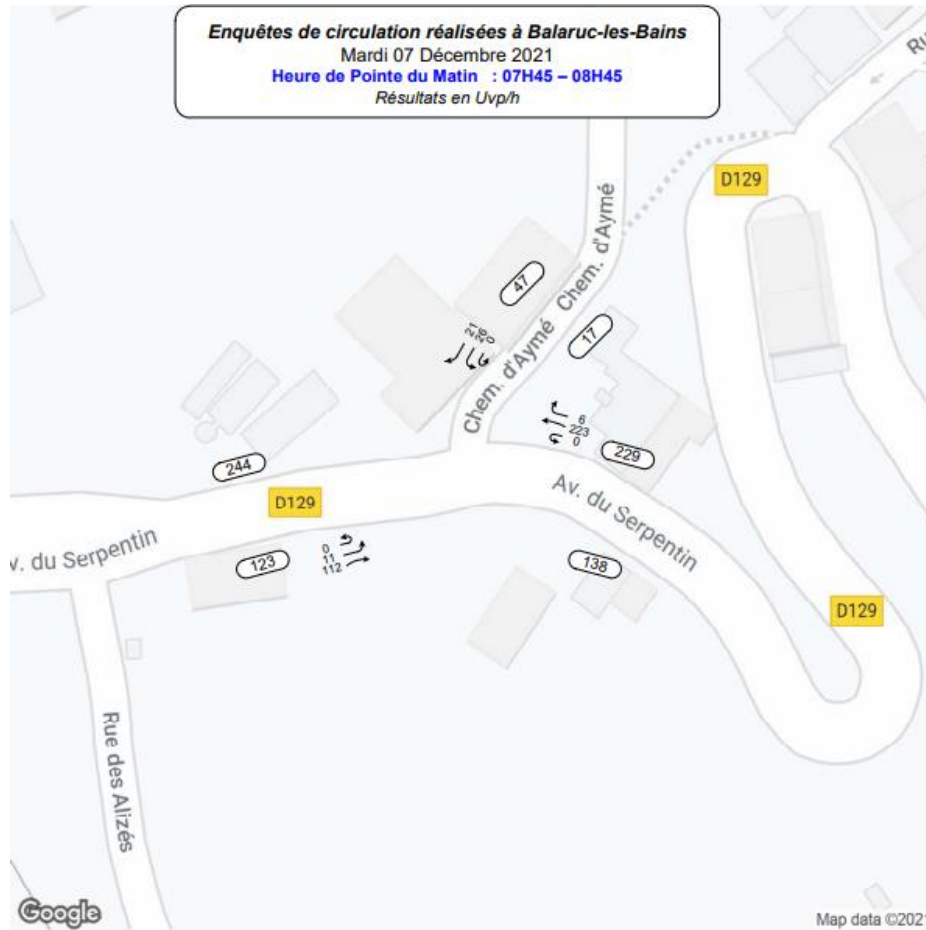 Enquêtes de circulation réalisées à Balaruc-les-Bains
Mardi 07 Décembre 2021
Heure de Pointe du Matin : 07H45 – 08H45
Résultats en Uvp/h
Ru
D129
Chem. d'Aymé
Chem. d'Aymé
47
17
21
26
0
6
223
0
229
244
D129
Av. du Serpentin
v. du Serpentin
123
0
11
112
138
D129
Rue des Alizés
Google
Map data ©2021